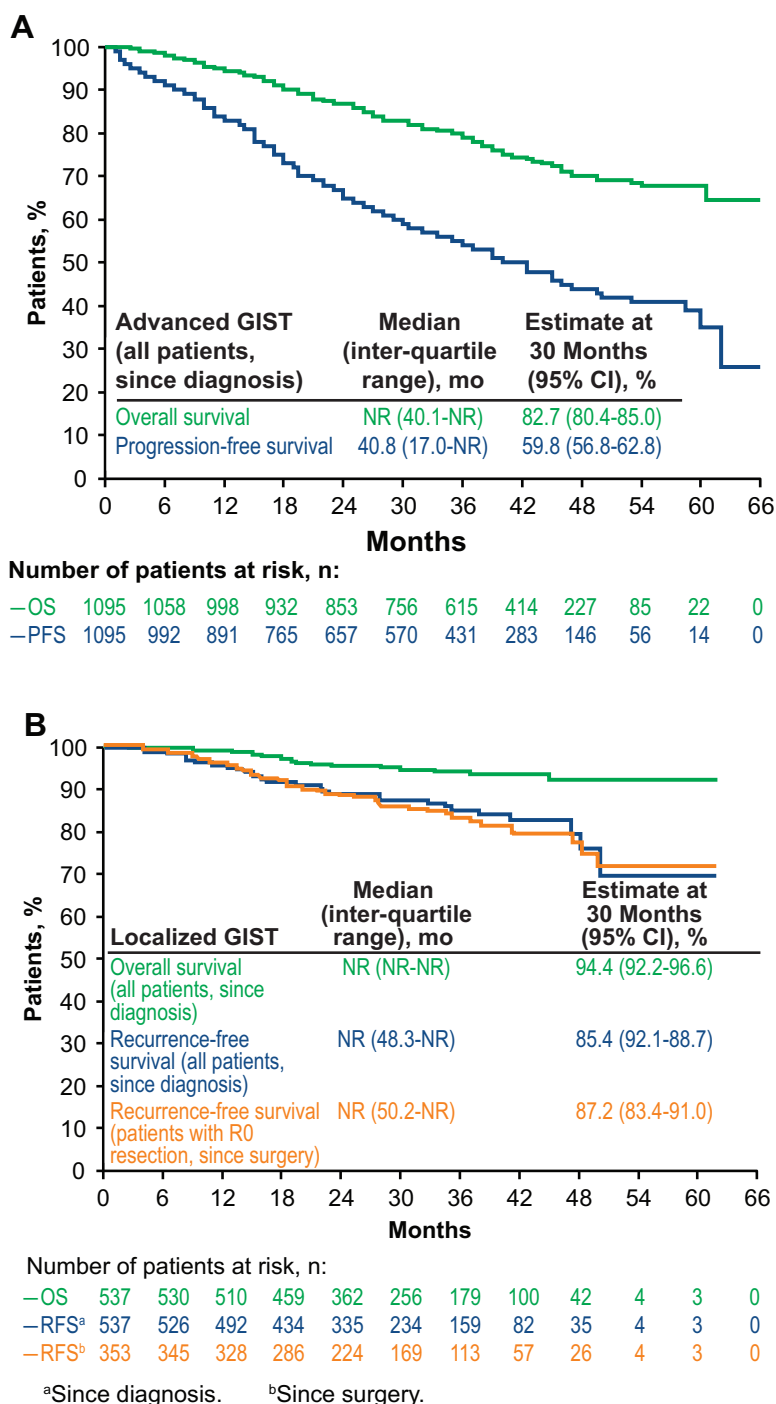 A
100
90
80
70
60
50
40
30
20
10
0
Patients, %
Advanced GIST
(all patients,
since diagnosis)
Median
(inter-quartile
range), mo
Estimate at
30 Months
(95% CI), %
Overall survival NR (40.1-NR) 82.7 (80.4-85.0)
Progression-free survival 40.8 (17.0-NR) 59.8 (56.8-62.8)
0 6 12 18 24 30 36 42 48 54 60 66
Months
Number of patients at risk, n:
—OS 1095 1058 998 932 853 756 615 414 227 85 22 0
—PFS 1095 992 891 765 657 570 431 283 146 56 14 0
B
100
90
80
70
60
50
40
30
20
10
0
Patients, %
Localized GIST
Median
(inter-quartile
range), mo
Estimate at
30 Months
(95% CI), %
Overall survival NR (NR-NR) 94.4 (92.2-96.6)
(all patients, since
diagnosis)
Recurrence-free NR (48.3-NR) 85.4 (92.1-88.7)
survival (all patients,
since diagnosis)
Recurrence-free survival NR (50.2-NR) 87.2 (83.4-91.0)
(patients with R0
resection, since surgery)
0 6 12 18 24 30 36 42 48 54 60 66
Months
Number of patients at risk, n:
—OS 537 530 510 459 362 256 179 100 42 4 3 0
—RFSᵃ 537 526 492 434 335 234 159 82 35 4 3 0
—RFSᵇ 353 345 328 286 224 169 113 57 26 4 3 0
ᵃSince diagnosis. ᵇSince surgery.